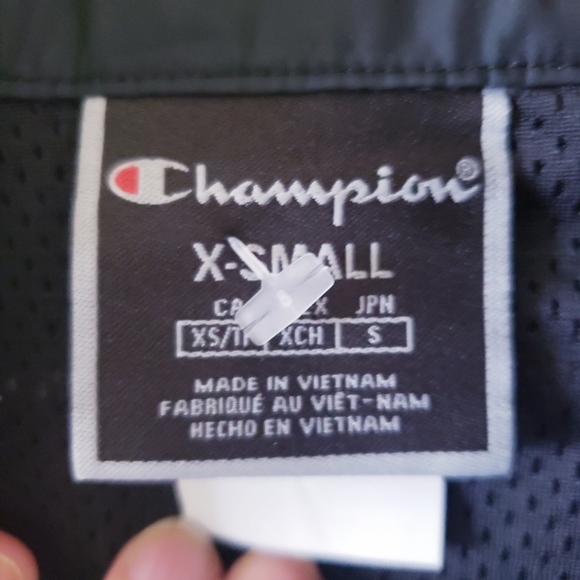 Champion®
X-SMALL
JPN
XCH S
MADE IN VIETNAM
FABRIQUÉ AU VIÊT-NAM
HECHO EN VIETNAM